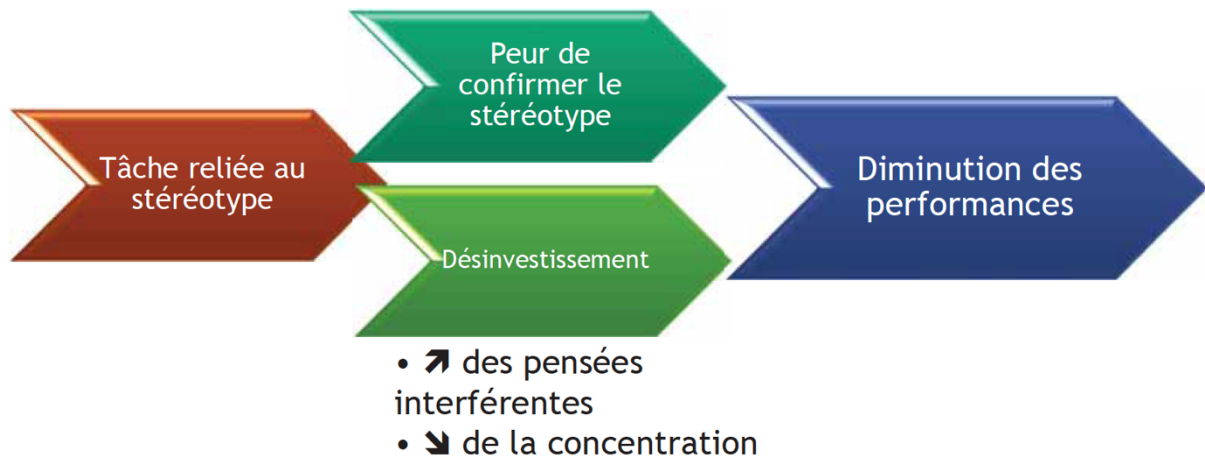 Tâche reliée au
stéréotype
Peur de
confirmer le
stéréotype
Désinvestissement
• ↗ des pensées
interférentes
• ↘ de la concentration
Diminution des
performances